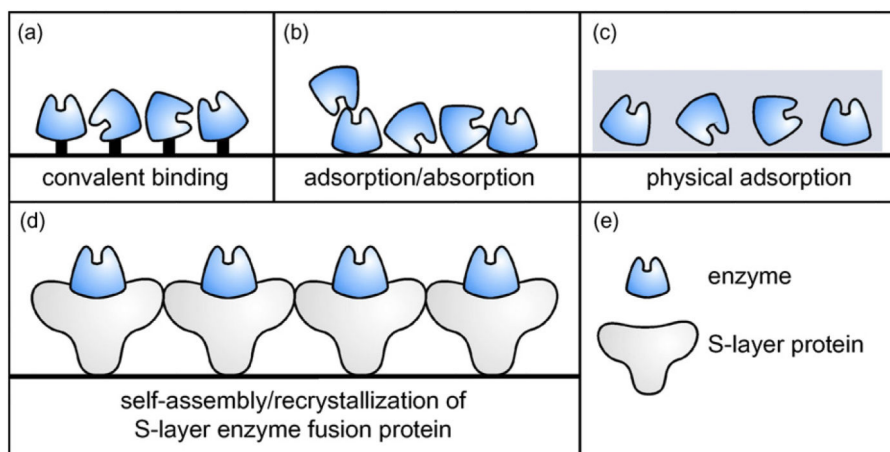 (a)
convalent binding
(b)
adsorption/absorption
(c)
physical adsorption
(d)
self-assembly/recrystallization of
S-layer enzyme fusion protein
(e)
enzyme
S-layer protein